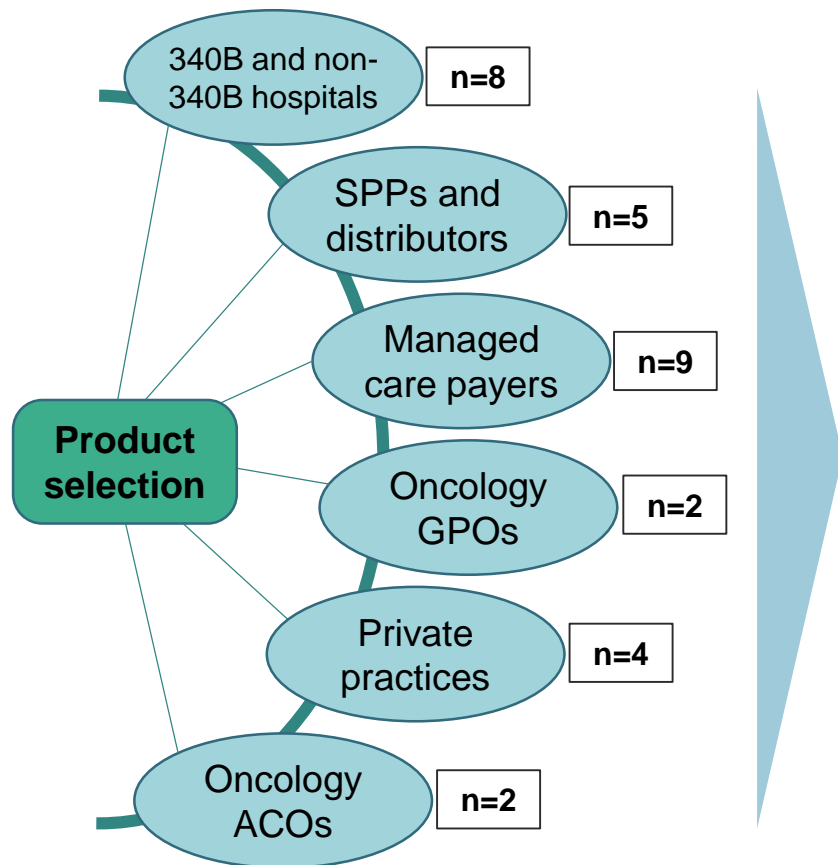 340B and non-
340B hospitals
n=8
SPPs and
distributors
n=5
Managed
care payers
n=9
Product
selection
Oncology
GPOs
n=2
Private
practices
n=4
Oncology
ACOs
n=2